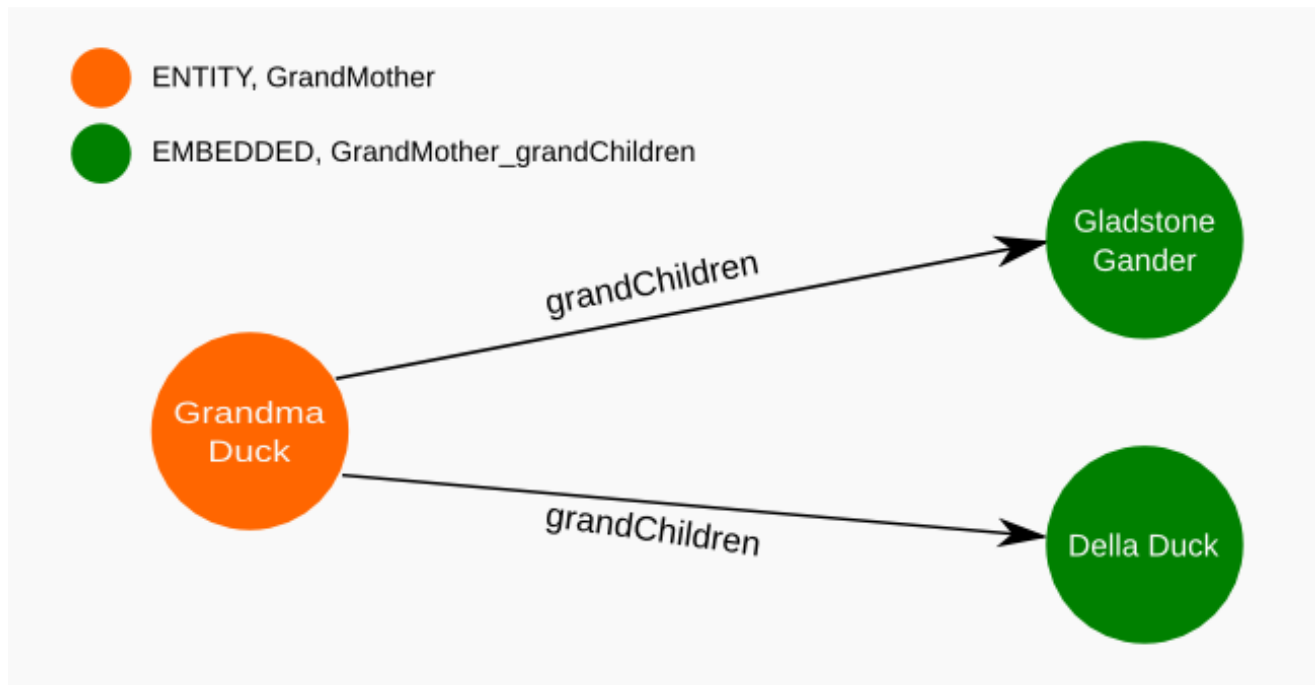 ENTITY, GrandMother
EMBEDDED, GrandMother_grandChildren
Gladstone
Gander
grandChildren
Grandma
Duck
grandChildren
Della Duck